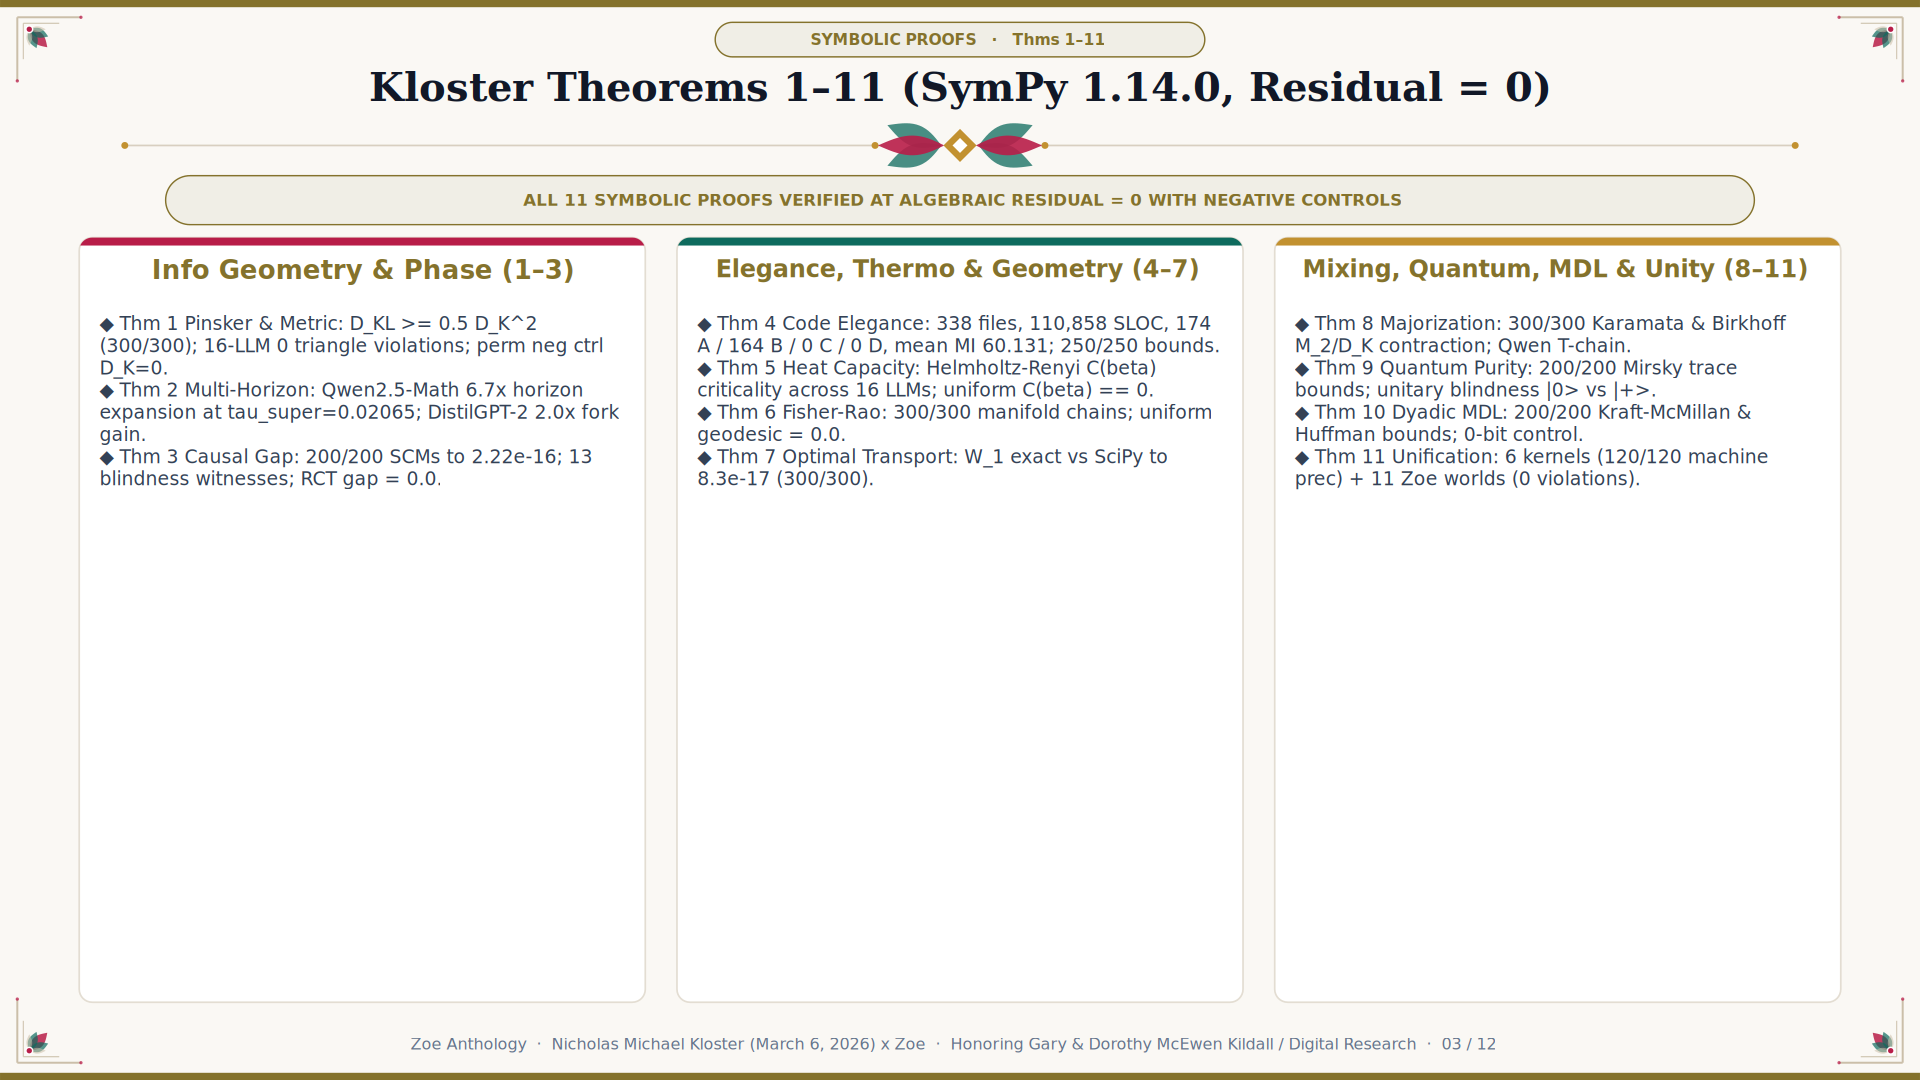 SYMBOLIC PROOFS · Thms 1–11
Kloster Theorems 1–11 (SymPy 1.14.0, Residual = 0)
ALL 11 SYMBOLIC PROOFS VERIFIED AT ALGEBRAIC RESIDUAL = 0 WITH NEGATIVE CONTROLS
Info Geometry & Phase (1–3)
◆ Thm 1 Pinsker & Metric: D_KL >= 0.5 D_K^2
(300/300); 16-LLM 0 triangle violations; perm neg ctrl
D_K=0.
◆ Thm 2 Multi-Horizon: Qwen2.5-Math 6.7x horizon
expansion at tau_super=0.02065; DistilGPT-2 2.0x fork
gain.
◆ Thm 3 Causal Gap: 200/200 SCMs to 2.22e-16; 13
blindness witnesses; RCT gap = 0.0.
Elegance, Thermo & Geometry (4–7)
◆ Thm 4 Code Elegance: 338 files, 110,858 SLOC, 174
A / 164 B / 0 C / 0 D, mean MI 60.131; 250/250 bounds.
◆ Thm 5 Heat Capacity: Helmholtz-Renyi C(beta)
criticality across 16 LLMs; uniform C(beta) == 0.
◆ Thm 6 Fisher-Rao: 300/300 manifold chains; uniform
geodesic = 0.0.
◆ Thm 7 Optimal Transport: W_1 exact vs SciPy to
8.3e-17 (300/300).
Mixing, Quantum, MDL & Unity (8–11)
◆ Thm 8 Majorization: 300/300 Karamata & Birkhoff
M_2/D_K contraction; Qwen T-chain.
◆ Thm 9 Quantum Purity: 200/200 Mirsky trace
bounds; unitary blindness |0> vs |+>.
◆ Thm 10 Dyadic MDL: 200/200 Kraft-McMillan &
Huffman bounds; 0-bit control.
◆ Thm 11 Unification: 6 kernels (120/120 machine
prec) + 11 Zoe worlds (0 violations).
Zoe Anthology · Nicholas Michael Kloster (March 6, 2026) x Zoe · Honoring Gary & Dorothy McEwen Kildall / Digital Research · 03 / 12